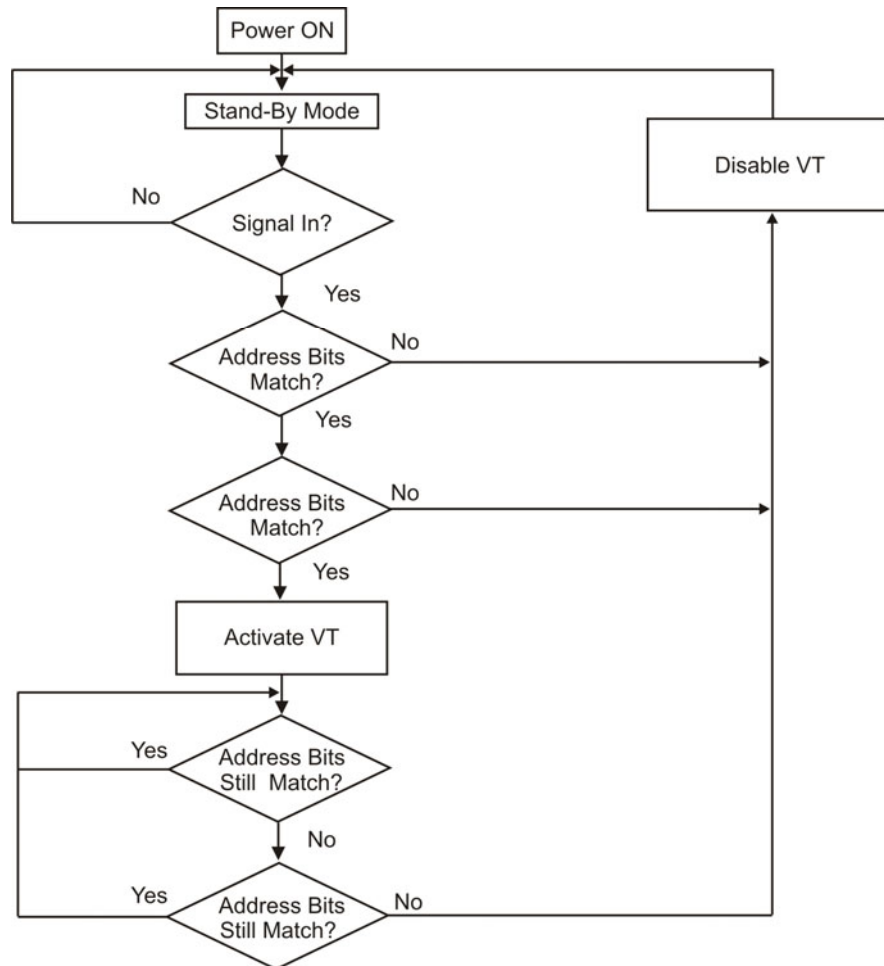 Power ON
Stand-By Mode
Disable VT
No
Signal In?
Yes
Address Bits
Match?
No
Yes
Address Bits
Match?
No
Yes
Activate VT
Yes
Address Bits
Still Match?
No
Yes
Address Bits
Still Match?
No